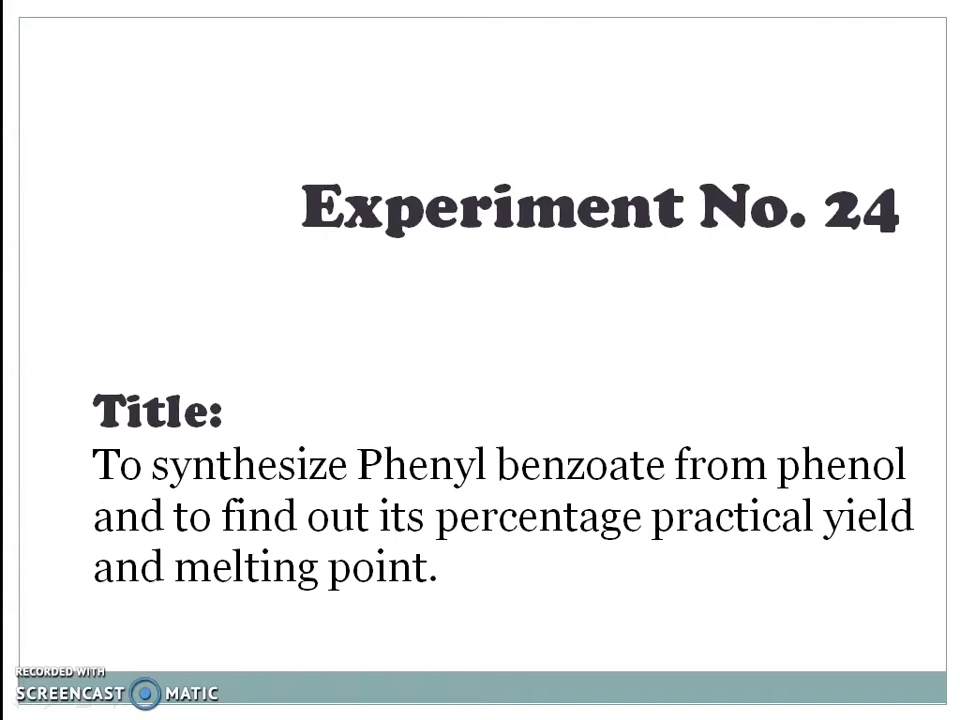 Experiment No. 24
Title:
To synthesize Phenyl benzoate from phenol
and to find out its percentage practical yield
and melting point.
RECORDED WITH
SCREENCAST MATIC